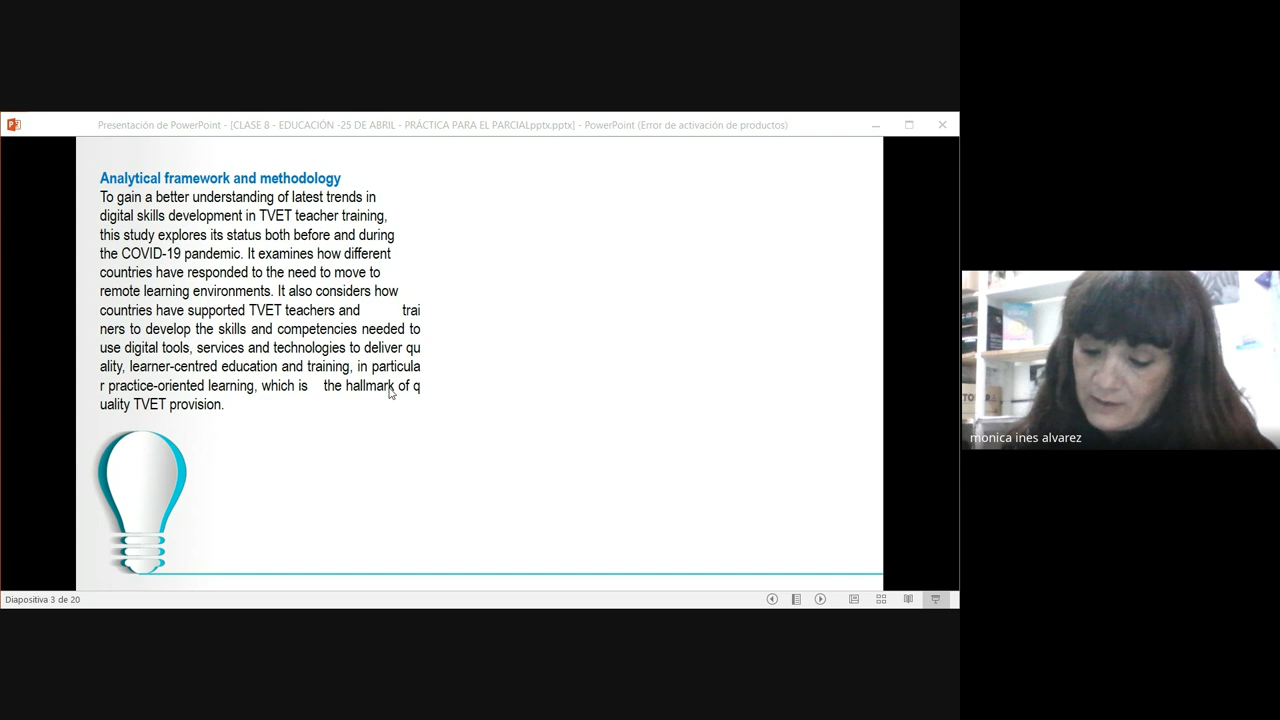 Presentación de PowerPoint - [CLASE 8 - EDUCACIÓN -25 DE ABRIL - PRÁCTICA PARA EL PARCIALpptx.pptx] - PowerPoint (Error de activación de productos)
Analytical framework and methodology
To gain a better understanding of latest trends in
digital skills development in TVET teacher training,
this study explores its status both before and during
the COVID-19 pandemic. It examines how different
countries have responded to the need to move to
remote learning environments. It also considers how
countries have supported TVET teachers and trai
ners to develop the skills and competencies needed to
use digital tools, services and technologies to deliver qu
ality, learner-centred education and training, in particula
r practice-oriented learning, which is the hallmark of q
uality TVET provision.
Diapositiva 3 de 20
monica ines alvarez